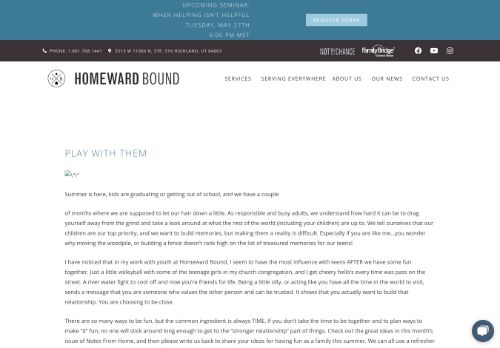 UPCOMING SEMINAR:
WHEN HELPING ISN'T HELPFUL
TUESDAY, MAY 27TH
6:00 PM MST
REGISTER TODAY
PHONE: 1.801.768.1441
5513 W 11000 N, STE. 316 HIGHLAND, UT 84003
NOT BY CHANCE
FamilyBridge
HOMEWARD BOUND
SERVICES
SERVING EVERYWHERE
ABOUT US
OUR NEWS
CONTACT US
PLAY WITH THEM
Summer is here, kids are graduating or getting out of school, and we have a couple
of months where we are supposed to let our hair down a little. As responsible and busy adults, we understand how hard it can be to drag
yourself away from the grind and take a look around at what the rest of the world (including your children) are up to. We tell ourselves that our
children are our top priority, and we want to build memories, but making them a reality is difficult. Especially if you are like me...you wonder
why moving the woodpile, or building a fence doesn't rank high on the list of treasured memories for our teens!
I have noticed that in my work with youth at Homeward Bound, I seem to have the most influence with teens AFTER we have some fun
together. Just a little volleyball with some of the teenage girls in my church congregation, and I get cheery hello's every time was pass on the
street. A river water fight to cool off and now you're friends for life. Being a little silly, or acting like you have all the time in the world to visit,
sends a message that you are someone who values the other person and can be trusted. It shows that you actually want to build that
relationship. You are choosing to be close.
There are so many ways to be fun, but the common ingredient is always TIME. If you don't take the time to be together and to plan ways to
make "it" fun, no one will stick around long enough to get to the "stronger relationship" part of things. Check out the great ideas in this month's
issue of Notes From Home, and then please write us back to share your ideas for having fun as a family this summer. We can all use a refresher